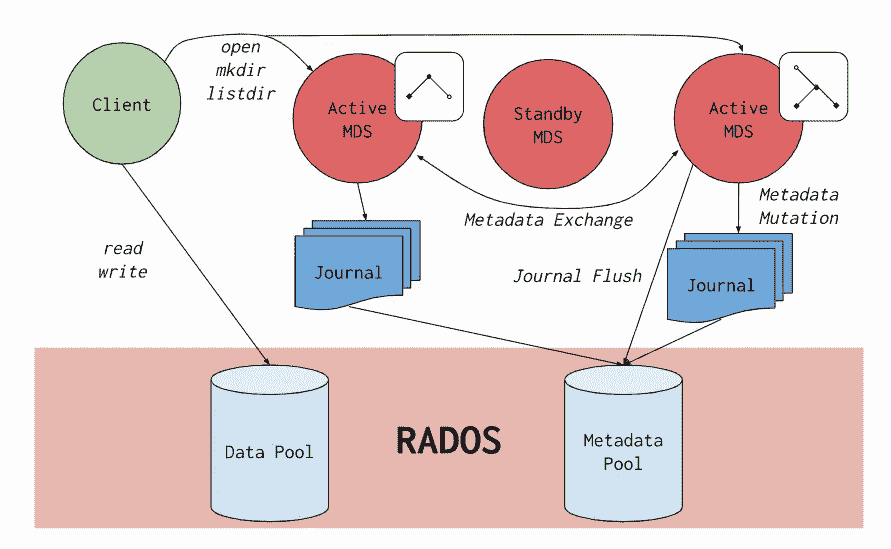 open
mkdir
listdir
Client
Active
MDS
Standby
MDS
Active
MDS
Metadata
Mutation
Metadata Exchange
read
write
Journal
Journal Flush
Journal
Data Pool
RADOS
Metadata
Pool